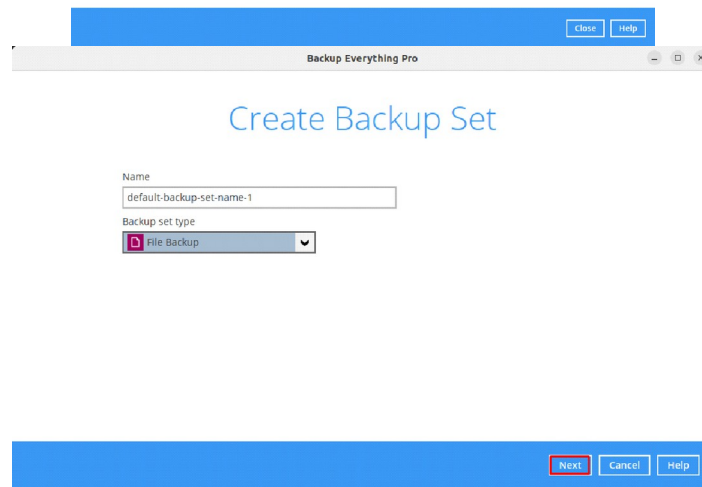 Close Help
Backup Everything Pro
Create Backup Set
Name
default-backup-set-name-1
Backup set type
File Backup
Next Cancel Help